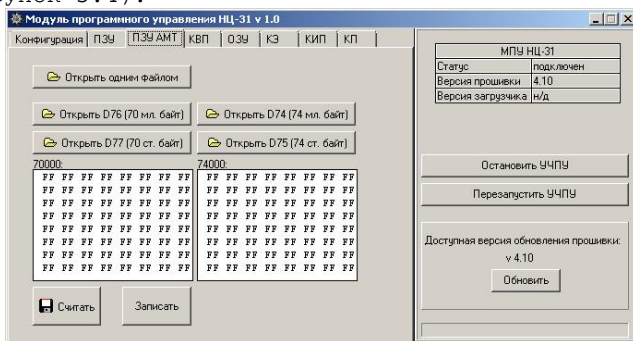 Модуль программного управления НЦ-31 v 1.0
Конфигурация ПЗУ ПЗУ АМТ КВП ОЗУ КЭ КИП КП
Открыть одним файлом
Открыть D76 (70 мл. байт) Открыть D74 (74 мл. байт)
Открыть D77 (70 ст. байт) Открыть D75 (74 ст. байт)
70000: 74000:
FF FF FF FF FF FF FF FF FF FF FF FF FF FF FF FF
FF FF FF FF FF FF FF FF FF FF FF FF FF FF FF FF
FF FF FF FF FF FF FF FF FF FF FF FF FF FF FF FF
FF FF FF FF FF FF FF FF FF FF FF FF FF FF FF FF
FF FF FF FF FF FF FF FF FF FF FF FF FF FF FF FF
FF FF FF FF FF FF FF FF FF FF FF FF FF FF FF FF
FF FF FF FF FF FF FF FF FF FF FF FF FF FF FF FF
FF FF FF FF FF FF FF FF FF FF FF FF FF FF FF FF
Считать Записать
МПУ НЦ-31
Статус подключен
Версия прошивки 4.10
Версия загрузчика н/д
Остановить УЧПУ
Перезапустить УЧПУ
Доступная версия обновления прошивки:
v 4.10
Обновить